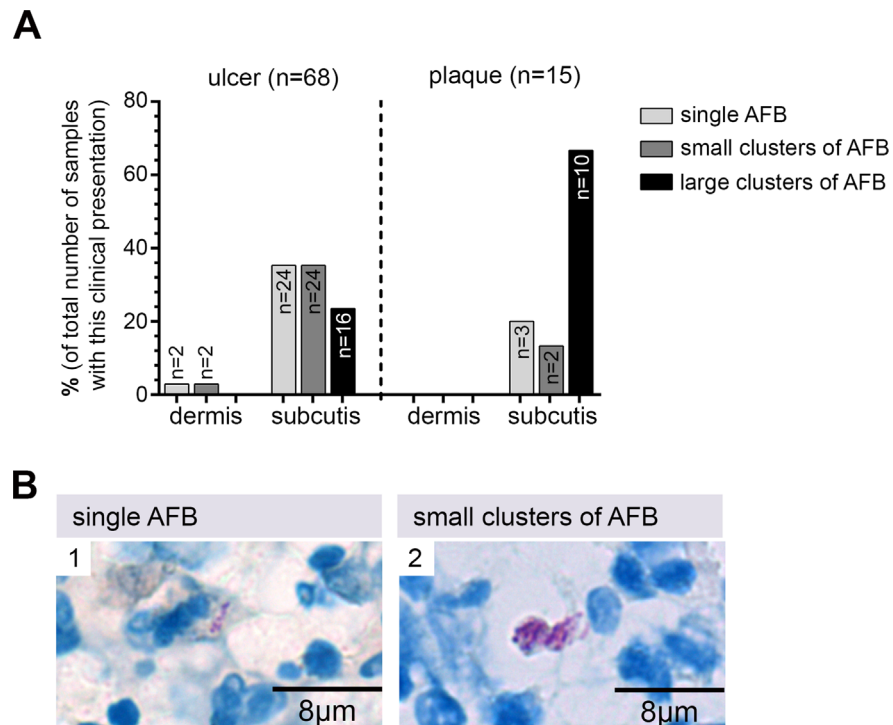 A
ulcer (n=68)
plaque (n=15)
% (of total number of samples
with this clinical presentation)
80
60
40
20
0
n=2
n=2
n=24
n=24
n=16
n=3
n=2
n=10
dermis
subcutis
dermis
subcutis
single AFB
small clusters of AFB
large clusters of AFB
B
single AFB
small clusters of AFB
1
2
8µm
8µm